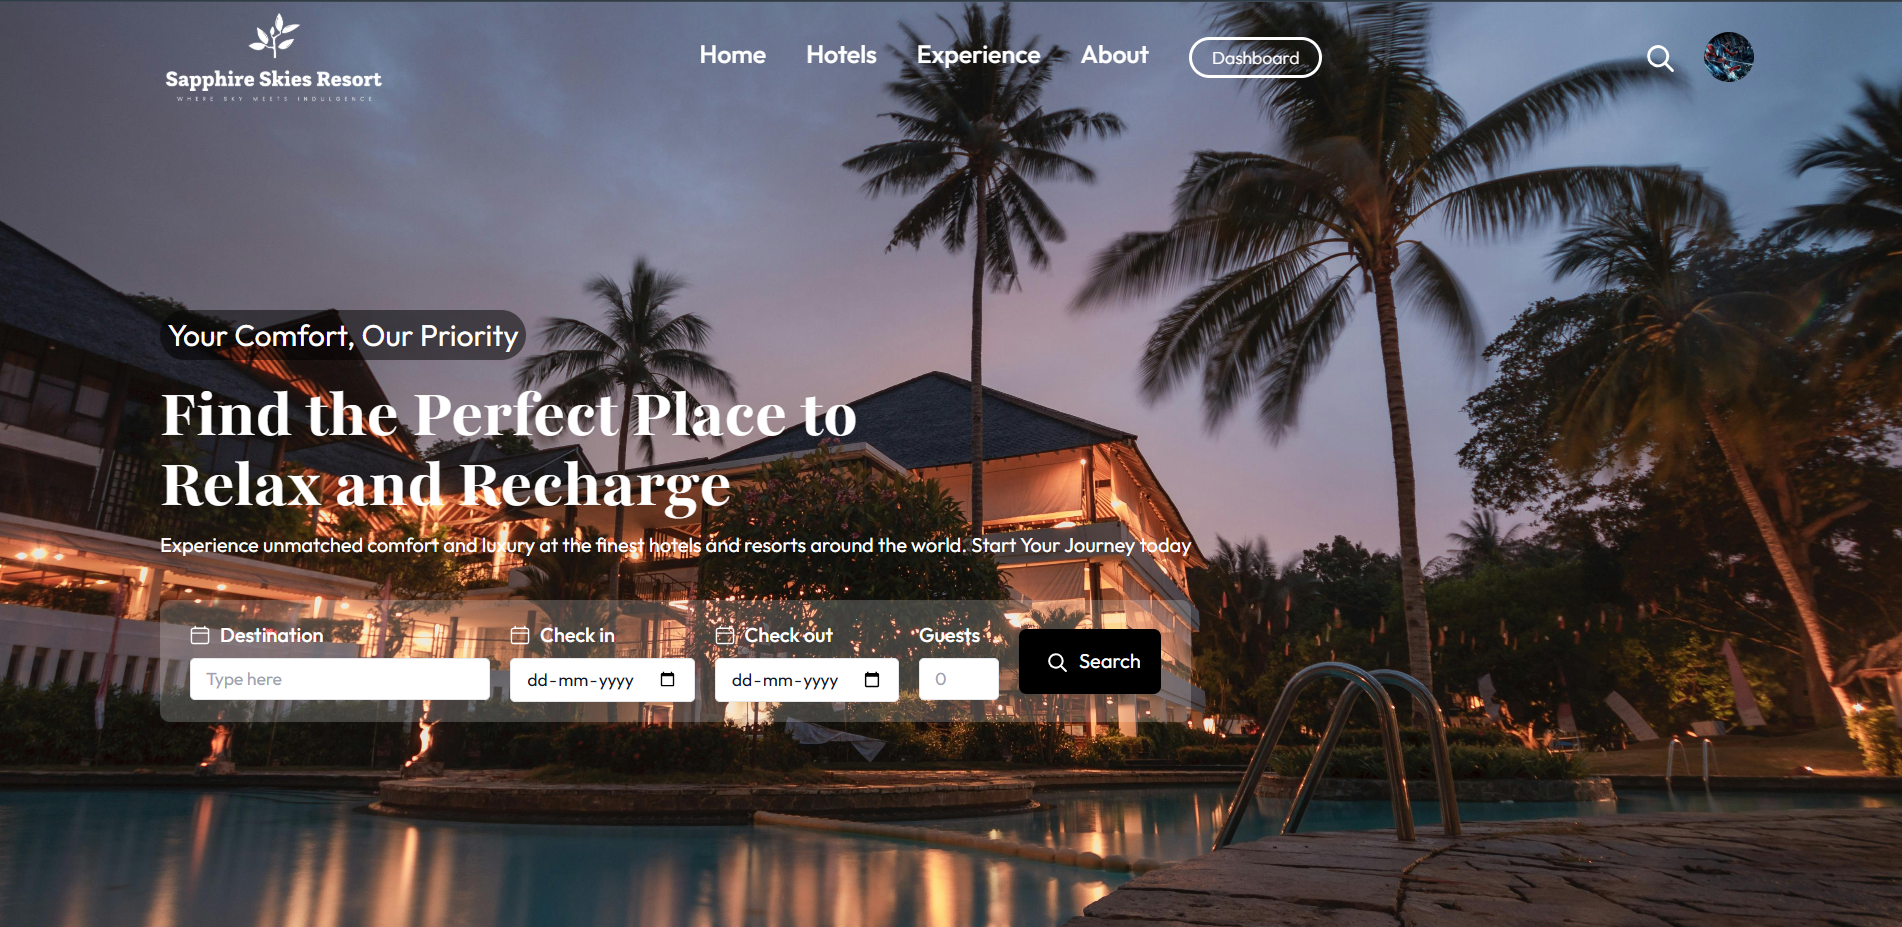 Sapphire Skies Resort
WHERE SKY MEETS INDULGENCE
Home Hotels Experience About Dashboard
Your Comfort, Our Priority
Find the Perfect Place to
Relax and Recharge
Experience unmatched comfort and luxury at the finest hotels and resorts around the world. Start Your Journey today
Destination Check in Check out Guests
Type here dd-mm-yyyy dd-mm-yyyy 0 Search